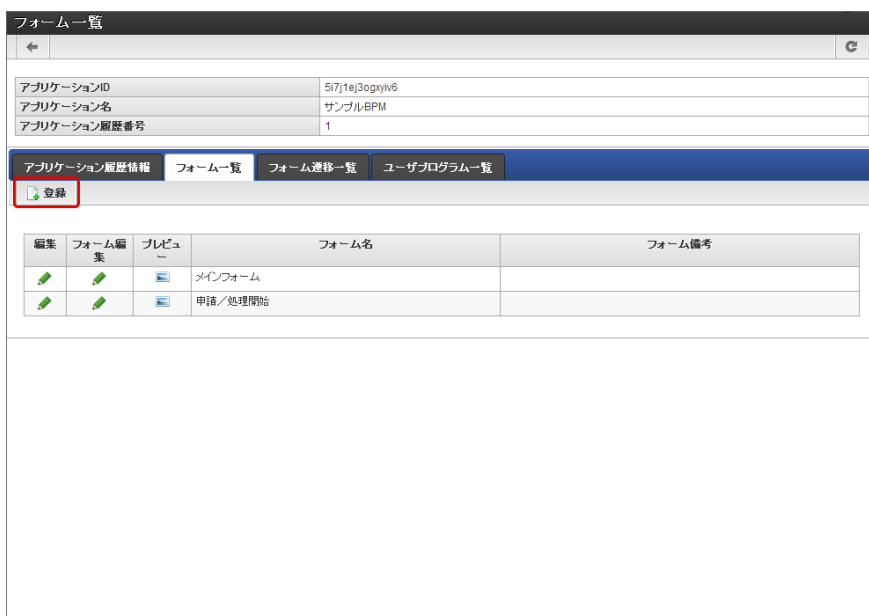 フォーム一覧
アプリケーションID 5i7j1ej3ogxyiv6
アプリケーション名 サンプルBPM
アプリケーション履歴番号 1
アプリケーション履歴情報 フォーム一覧 フォーム遷移一覧 ユーザプログラム一覧
登録
編集 フォーム編集 プレビュー フォーム名 フォーム備考
メインフォーム
申請／処理開始